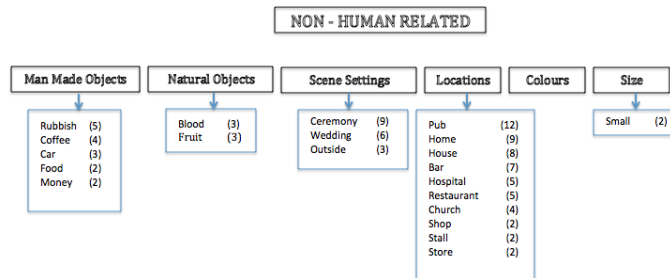 NON - HUMAN RELATED
Man Made Objects
Natural Objects
Scene Settings
Locations
Colours
Size
Rubbish (5)
Coffee (4)
Car (3)
Food (2)
Money (2)
Blood (3)
Fruit (3)
Ceremony (9)
Wedding (6)
Outside (3)
Pub (12)
Home (9)
House (8)
Bar (7)
Hospital (5)
Restaurant (5)
Church (4)
Shop (2)
Stall (2)
Store (2)
Small (2)